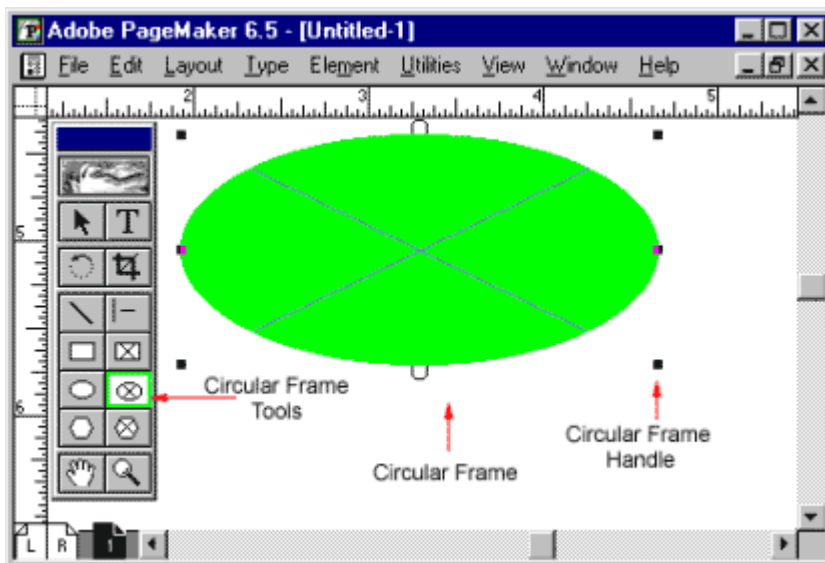 Adobe PageMaker 6.5 - [Untitled-1]
File Edit Layout Type Element Utilities View Window Help
2 3 4 5
T
5
Circular Frame
Tools
6
Circular Frame
Circular Frame
Handle
L R 1